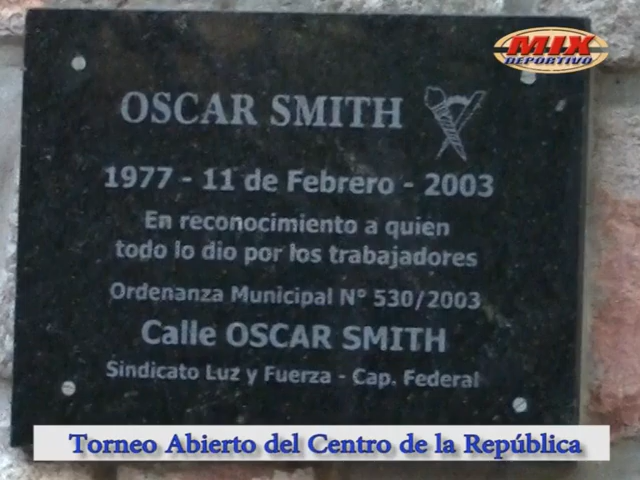 MIX
DEPORTIVO
OSCAR SMITH
1977 - 11 de Febrero - 2003
En reconocimiento a quien
todo lo dio por los trabajadores
Ordenanza Municipal N° 530/2003
Calle OSCAR SMITH
Sindicato Luz y Fuerza - Cap. Federal
Torneo Abierto del Centro de la República